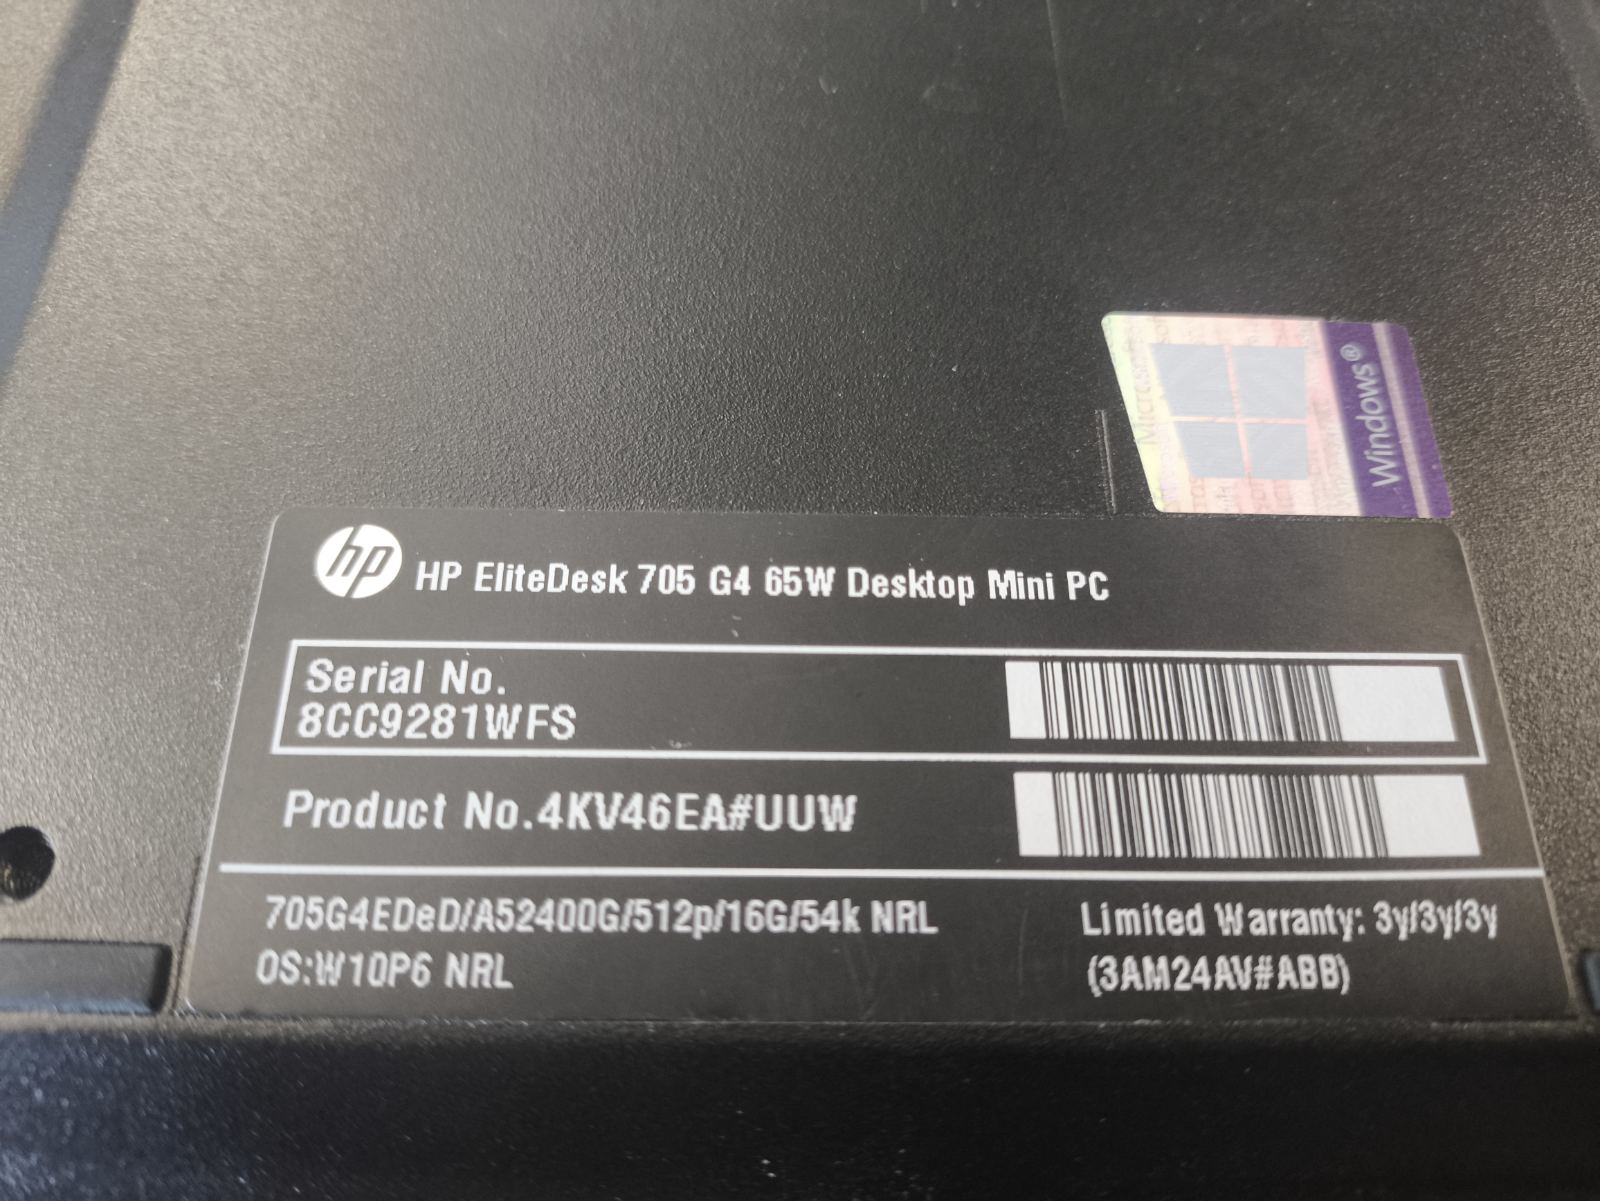 Windows®
hp HP EliteDesk 705 G4 65W Desktop Mini PC
Serial No.
8CC9281WFS
Product No.4KV46EA#UUW
705G4EDeD/A52400G/512p/16G/54k NRL
Limited Warranty: 3y/3y/3y
OS:W10P6 NRL
(3AM24AV#ABB)